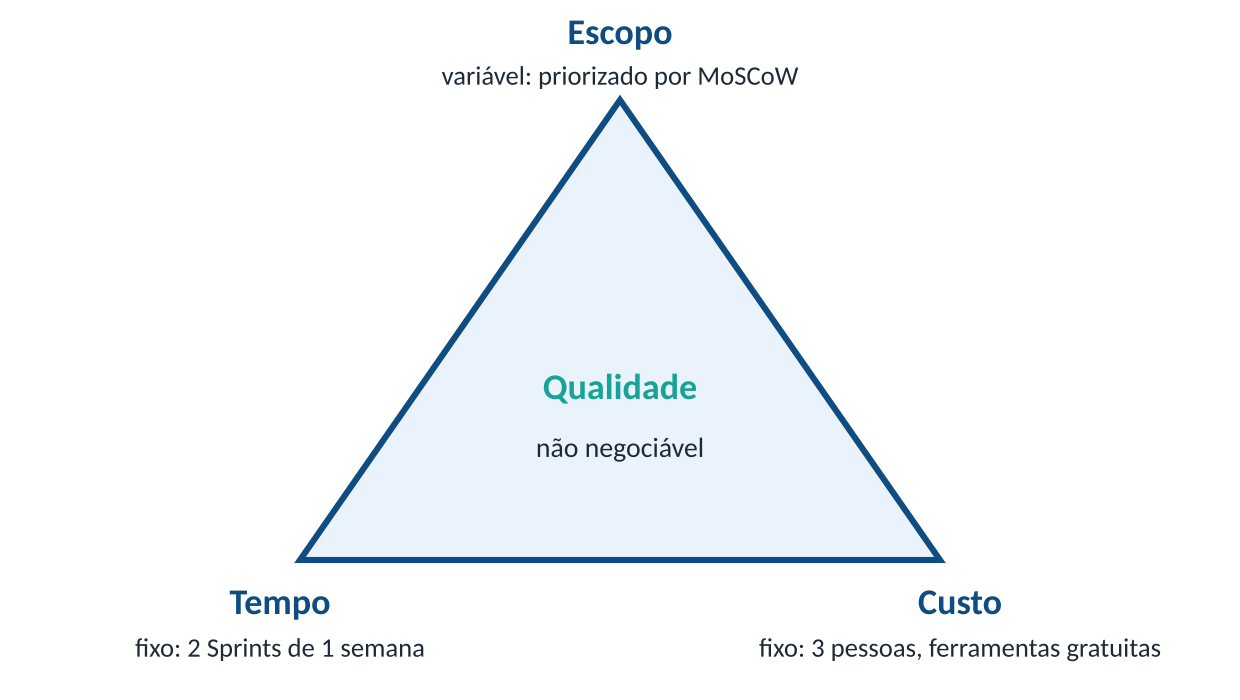 Escopo
variável: priorizado por MoSCoW
Qualidade
não negociável
Tempo
fixo: 2 Sprints de 1 semana
Custo
fixo: 3 pessoas, ferramentas gratuitas